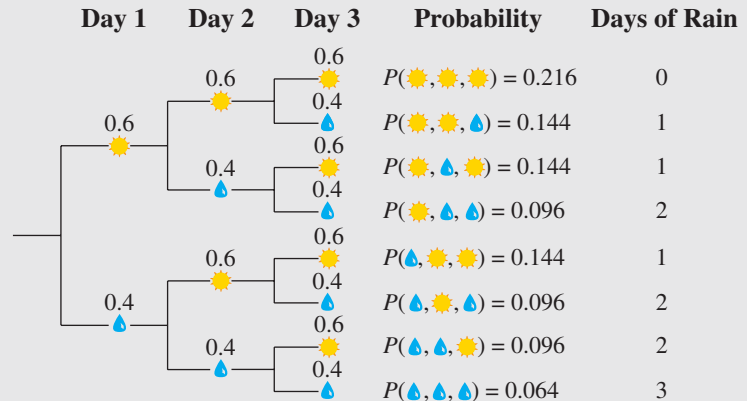 Day 1 Day 2 Day 3 Probability Days of Rain
0.6
0.6 P( , , ) = 0.216 0
0.4
0.6 P( , , ) = 0.144 1
0.6
0.4 P( , , ) = 0.144 1
0.4
P( , , ) = 0.096 2
0.6
0.6 P( , , ) = 0.144 1
0.4
0.4 P( , , ) = 0.096 2
0.6
0.4 P( , , ) = 0.096 2
0.4
P( , , ) = 0.064 3